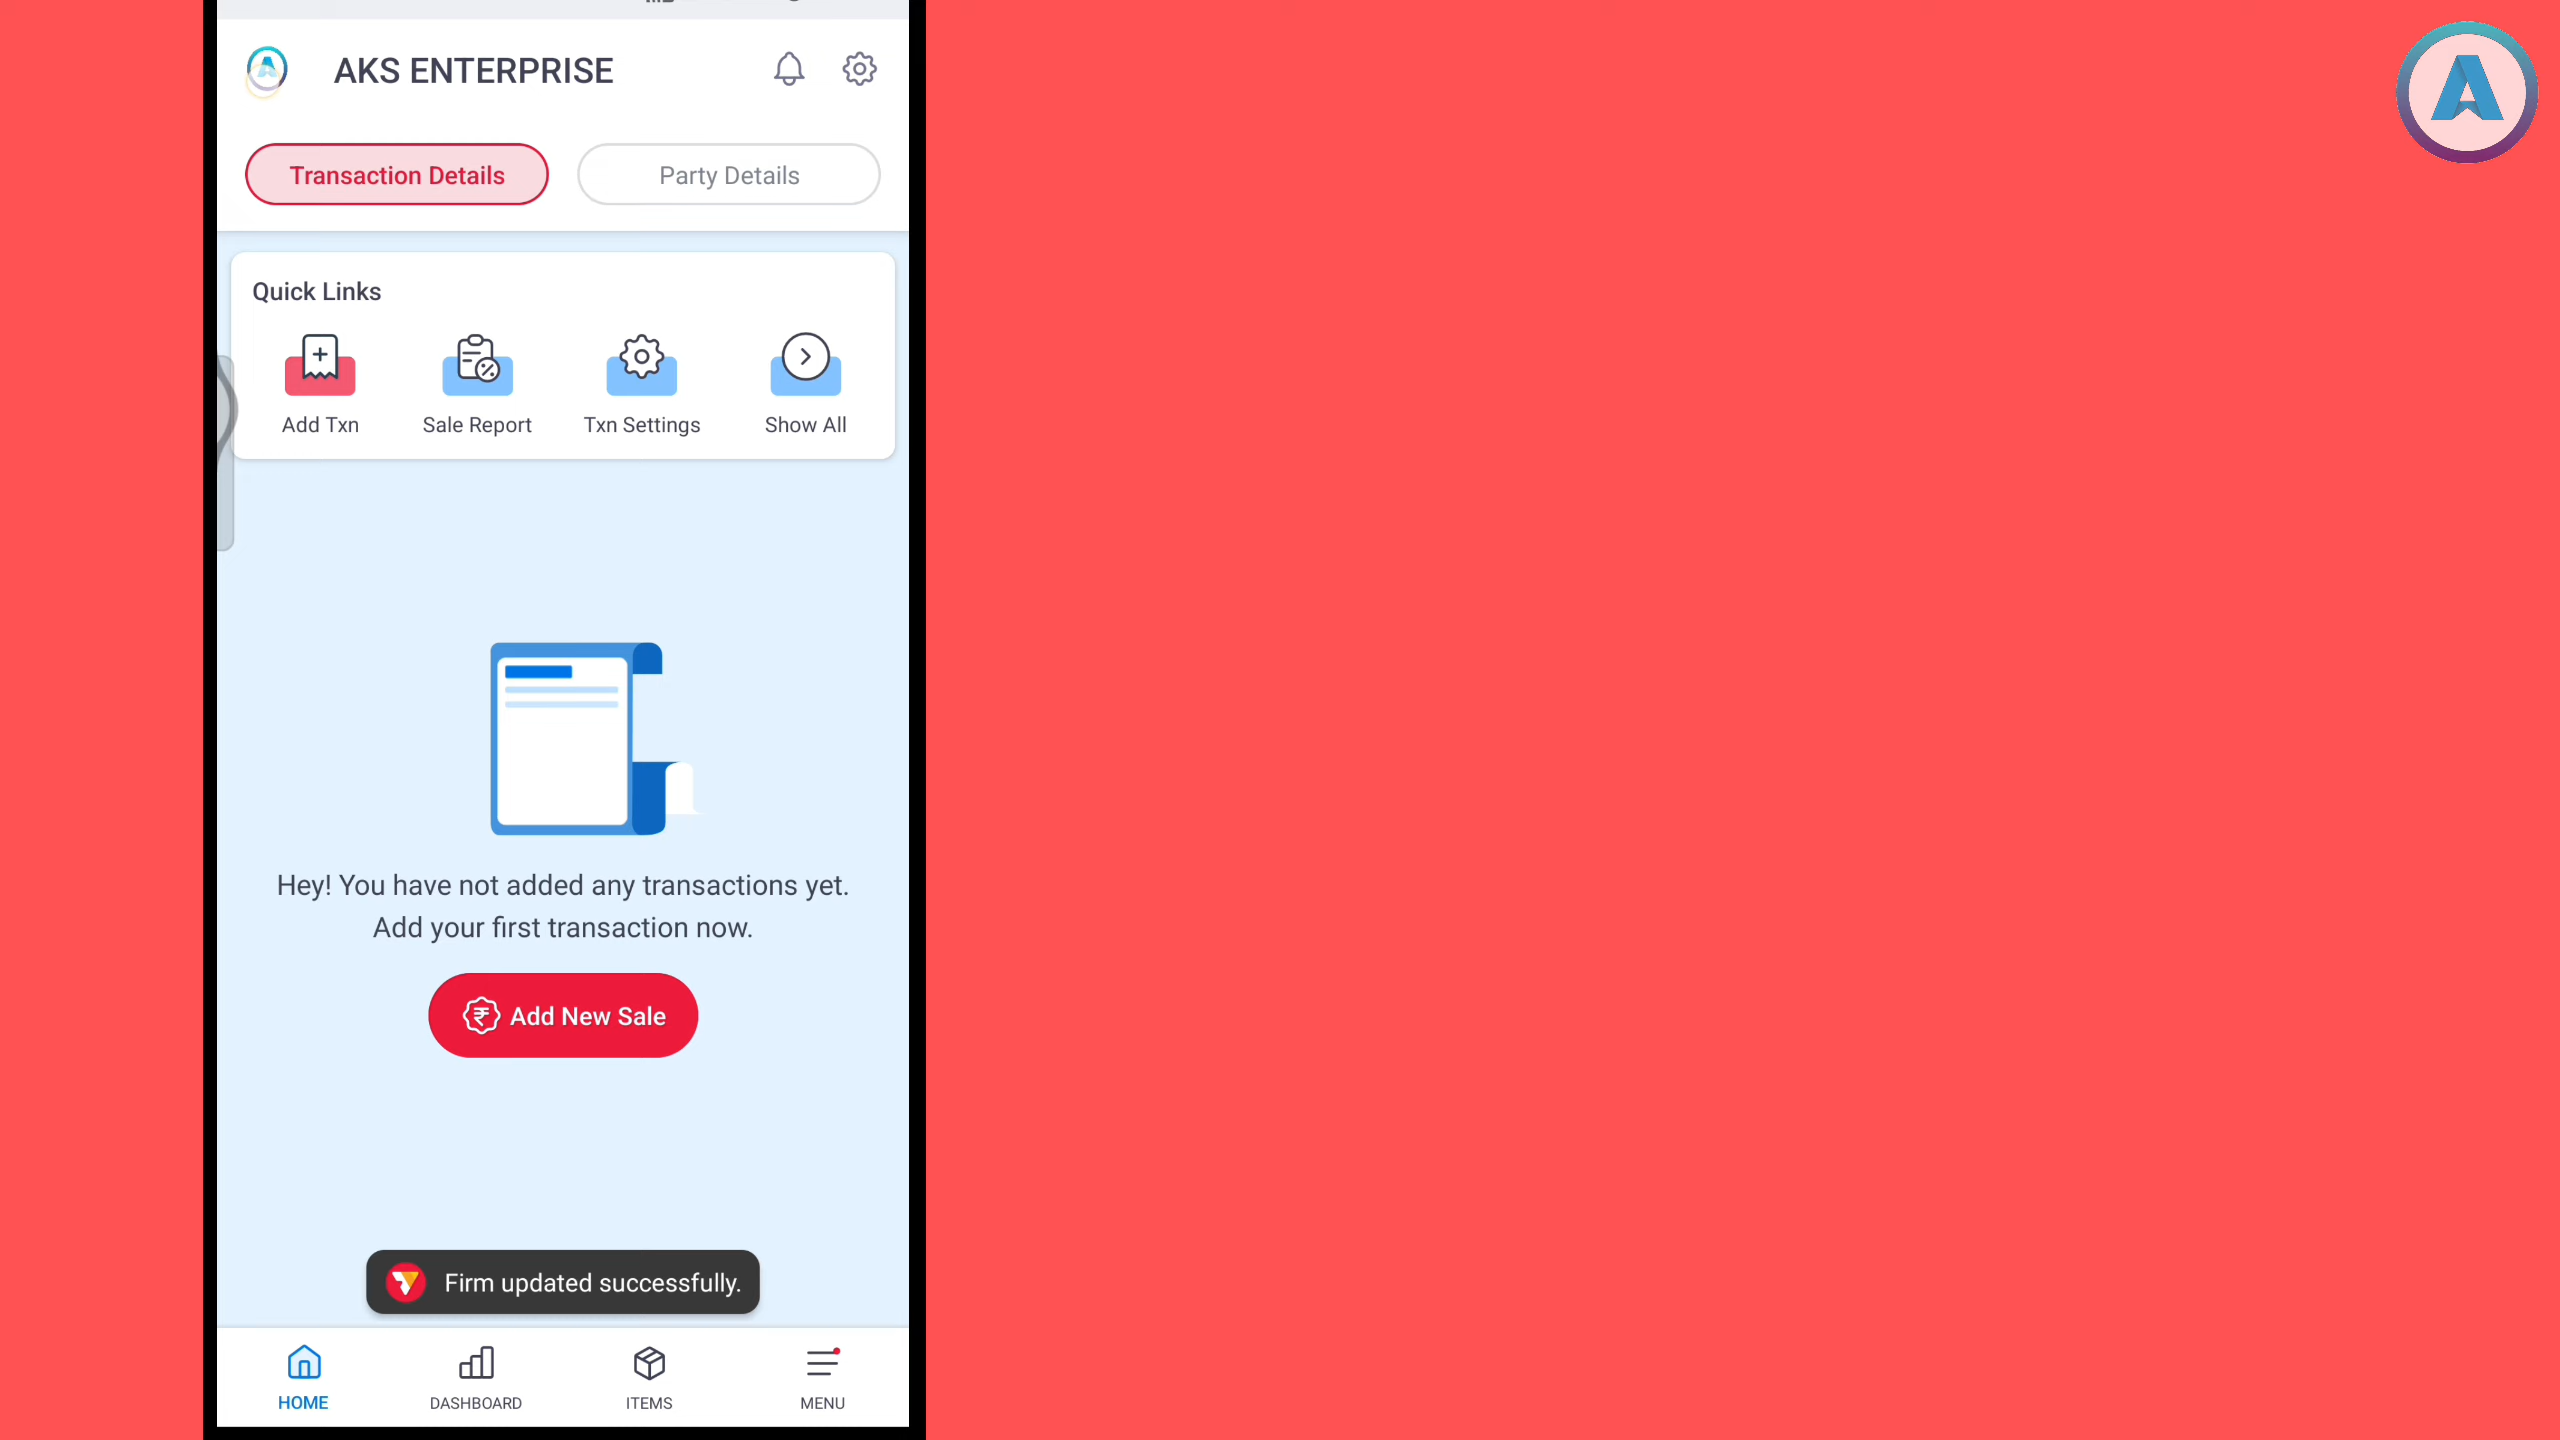 AKS ENTERPRISE
Transaction Details
Party Details
Quick Links
Add Txn
Sale Report
Txn Settings
Show All
Hey! You have not added any transactions yet.
Add your first transaction now.
Add New Sale
Firm updated successfully.
HOME
DASHBOARD
ITEMS
MENU